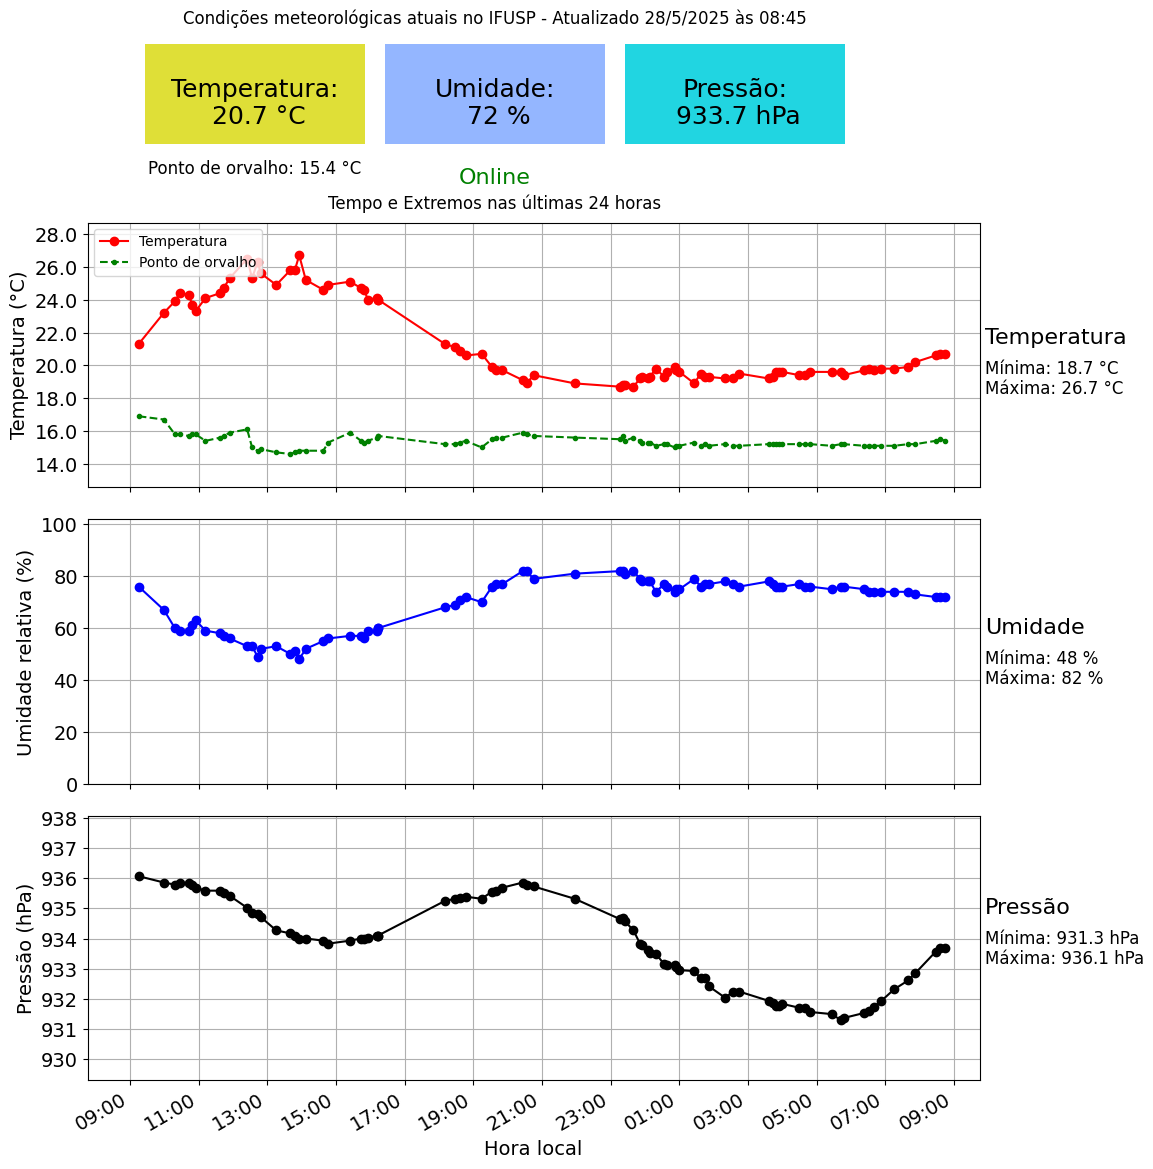 Condições meteorológicas atuais no IFUSP - Atualizado 28/5/2025 às 08:45
Temperatura:
20.7 °C
Umidade:
72 %
Pressão:
933.7 hPa
Ponto de orvalho: 15.4 °C
Online
Tempo e Extremos nas últimas 24 horas
Temperatura (°C)
28.0
26.0
24.0
22.0
20.0
18.0
16.0
14.0
Temperatura
Ponto de orvalho
Temperatura
Mínima: 18.7 °C
Máxima: 26.7 °C
Umidade relativa (%)
100
80
60
40
20
0
Umidade
Mínima: 48 %
Máxima: 82 %
Pressão (hPa)
938
937
936
935
934
933
932
931
930
Pressão
Mínima: 931.3 hPa
Máxima: 936.1 hPa
09:00
11:00
13:00
15:00
17:00
19:00
21:00
23:00
01:00
03:00
05:00
07:00
09:00
Hora local